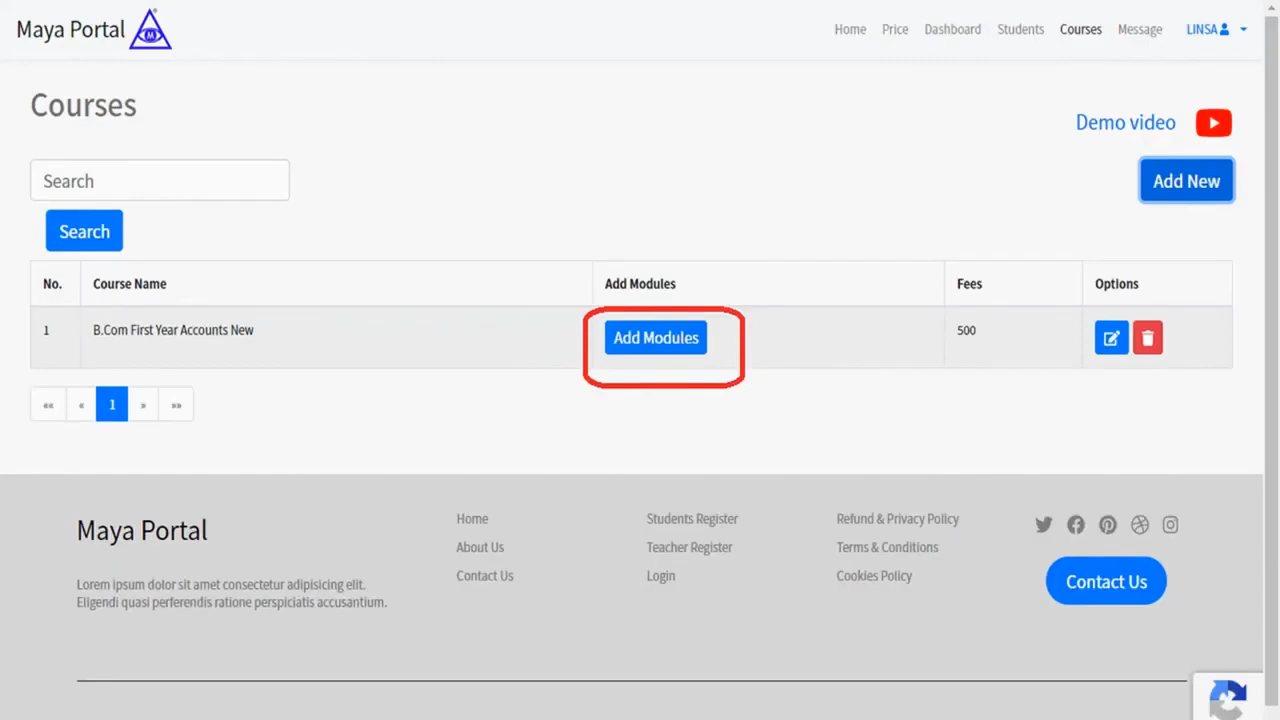 Maya Portal
M
Home Price Dashboard Students Courses Message LINSA
Courses
Demo video
Search
Add New
Search
No. Course Name Add Modules Fees Options
1 B.Com First Year Accounts New Add Modules 500
«« « 1 » »»
Maya Portal
Lorem ipsum dolor sit amet consectetur adipisicing elit.
Eligendi quasi perferendis ratione perspiciatis accusantium.
Home
About Us
Contact Us
Students Register
Teacher Register
Login
Refund & Privacy Policy
Terms & Conditions
Cookies Policy
Contact Us